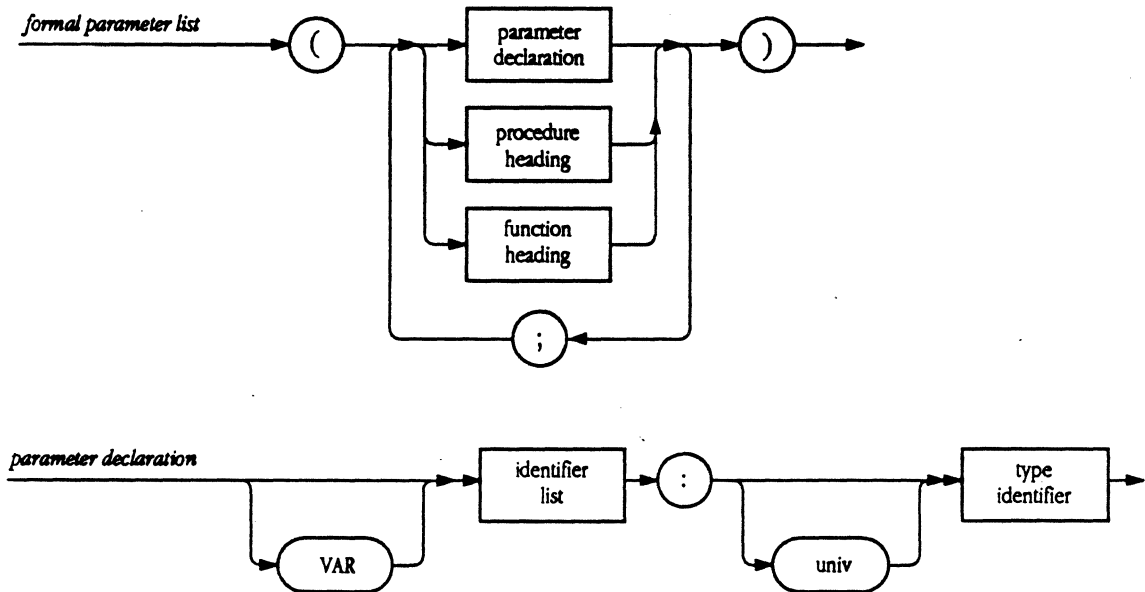 formal parameter list
(
parameter
declaration
)
procedure
heading
function
heading
;
parameter declaration
VAR
identifier
list
:
univ
type
identifier